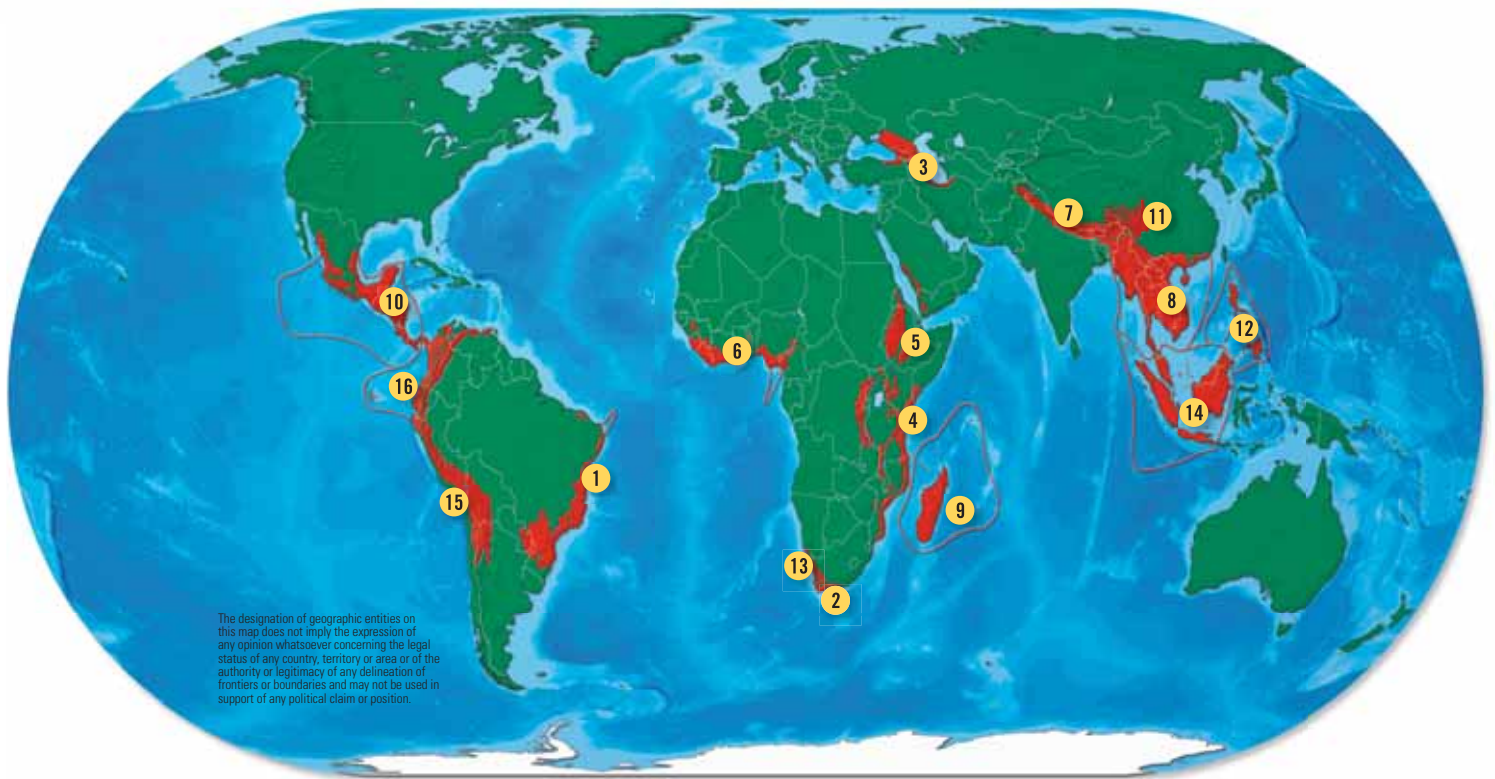 3
7
11
10
8
12
5
6
16
14
4
1
15
9
13
2
The designation of geographic entities on
this map does not imply the expression of
any opinion whatsoever concerning the legal
status of any country, territory or area or of the
authority or legitimacy of any delineation of
frontiers or boundaries and may not be used in
support of any political claim or position.